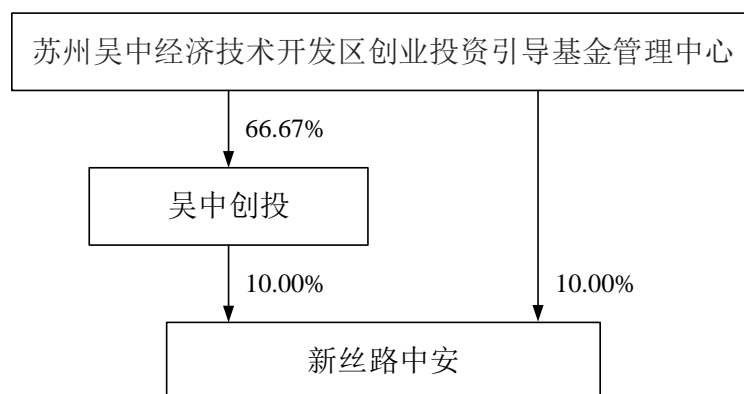 苏州吴中经济技术开发区创业投资引导基金管理中心
66.67%
吴中创投
10.00%
10.00%
新丝路中安